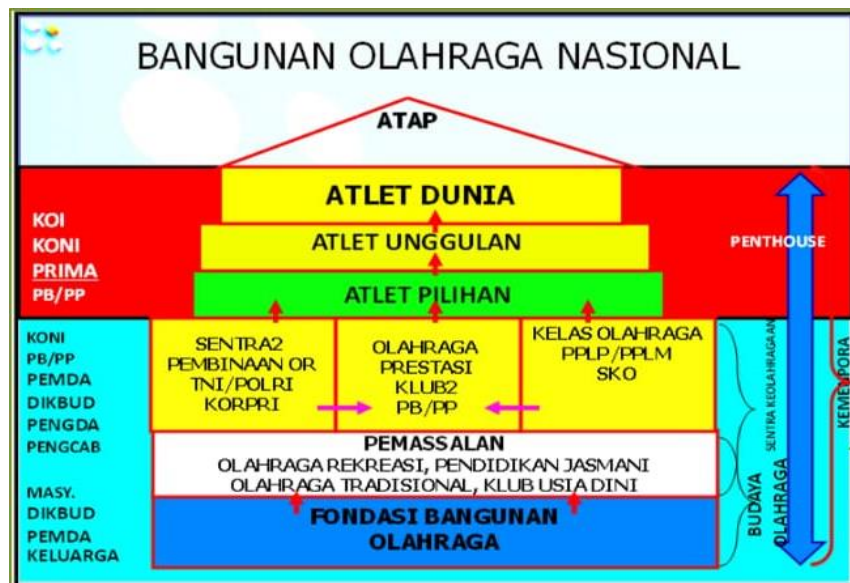 BANGUNAN OLAHRAGA NASIONAL
ATAP
ATLET DUNIA
ATLET UNGGULAN
ATLET PILIHAN
KOI
KONI
PRIMA
PB/PP
PENTHOUSE
KONI
PB/PP
PEMDA
DIKBUD
PENGDA
PENGCAB
MASY.
DIKBUD
PEMDA
KELUARGA
SENTRA2
PEMBINAAN OR
TNI/POLRI
KORPRI
OLAHRAGA
PRESTASI
KLUB2
PB/PP
KELAS OLAHRAGA
PPLP/PPLM
SKO
PEMASSALAN
OLAHRAGA REKREASI, PENDIDIKAN JASMANI
OLAHRAGA TRADISIONAL, KLUB USIA DINI
FONDASI BANGUNAN
OLAHRAGA
SENTRA KEOLAHRAGAAN
BUDAYA
OLAHRAGA
KEMENPORA